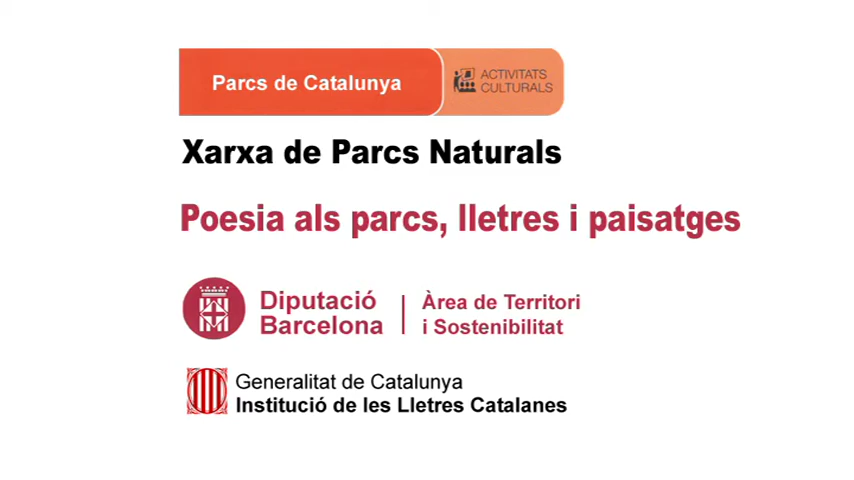 Parcs de Catalunya
ACTIVITATS
CULTURALS
Xarxa de Parcs Naturals
Poesia als parcs, lletres i paisatges
Diputació
Barcelona
Àrea de Territori
i Sostenibilitat
Generalitat de Catalunya
Institució de les Lletres Catalanes